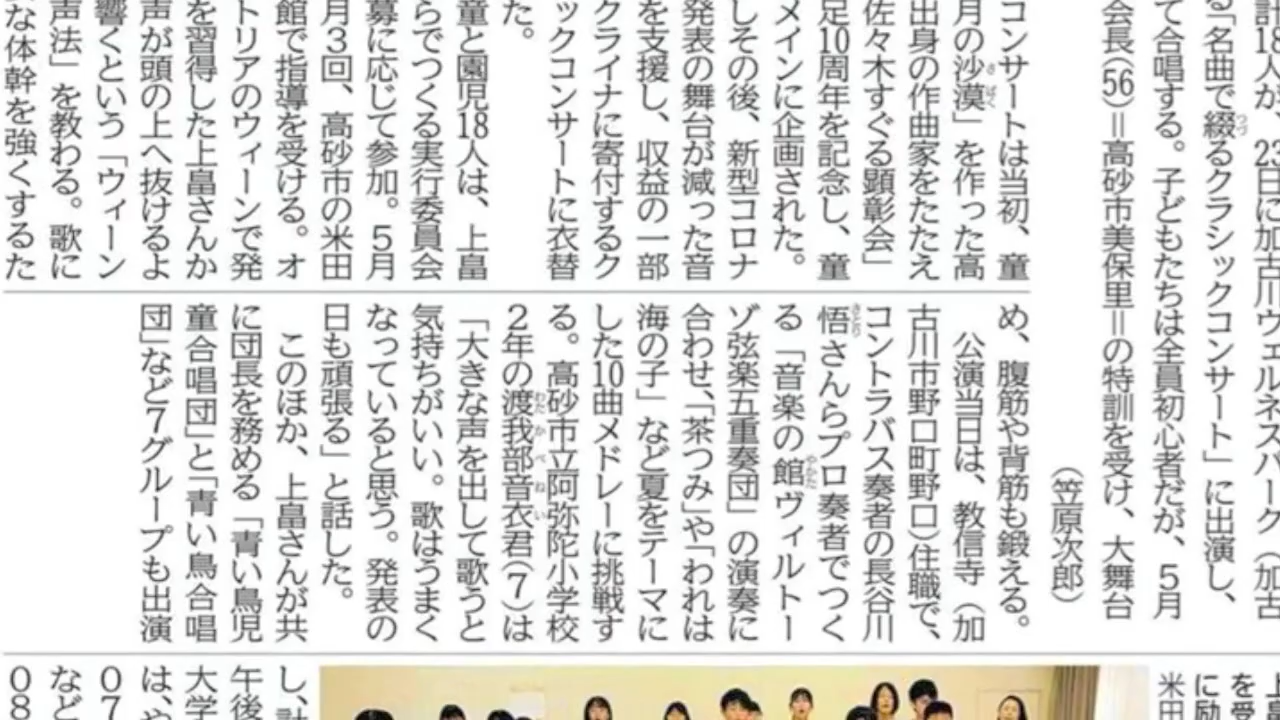 計18人が、23日に加古川ウェルネスパーク(加古
る「名曲で綴るクラシックコンサート」に出演し、
て合唱する。子どもたちは全員初心者だが、5月
会長(56)=高砂市美保里=の特訓を受け、大舞台
(笠原次郎)
コンサートは当初、童
月の沙漠」を作った高
出身の作曲家をたたえ
佐々木すぐる顕彰会」
足10周年を記念し、童
メインに企画された。
しその後、新型コロナ
発表の舞台が減った音
を支援し、収益の一部
クライナに寄付するク
ックコンサートに衣替
た。
童と園児18人は、上畠
らでつくる実行委員会
募に応じて参加。5月
月3回、高砂市の米田
館で指導を受ける。オ
トリアのウィーンで発
を習得した上畠さんか
声が頭の上へ抜けるよ
響くという「ウィーン
声法」を教わる。歌に
な体幹を強くするた
め、腹筋や背筋も鍛える。
公演当日は、教信寺(加
古川市野口町野口)住職で、
コントラバス奏者の長谷川
悟さんらプロ奏者でつく
る「音楽の館ヴィルトー
ゾ弦楽五重奏団」の演奏に
合わせ、「茶つみ」や「われは
海の子」など夏をテーマに
した10曲メドレーに挑戦す
る。高砂市立阿弥陀小学校
2年の渡我部音衣君(7)は
「大きな声を出して歌うと
気持ちがいい。歌はうまく
なっていると思う。発表の
日も頑張る」と話した。
このほか、上畠さんが共
に団長を務める「青い鳥児
童合唱団」と「青い鳥合唱
団」など7グループも出演
し、
午後
大学
は、
07
など
08
を受
に励
米田